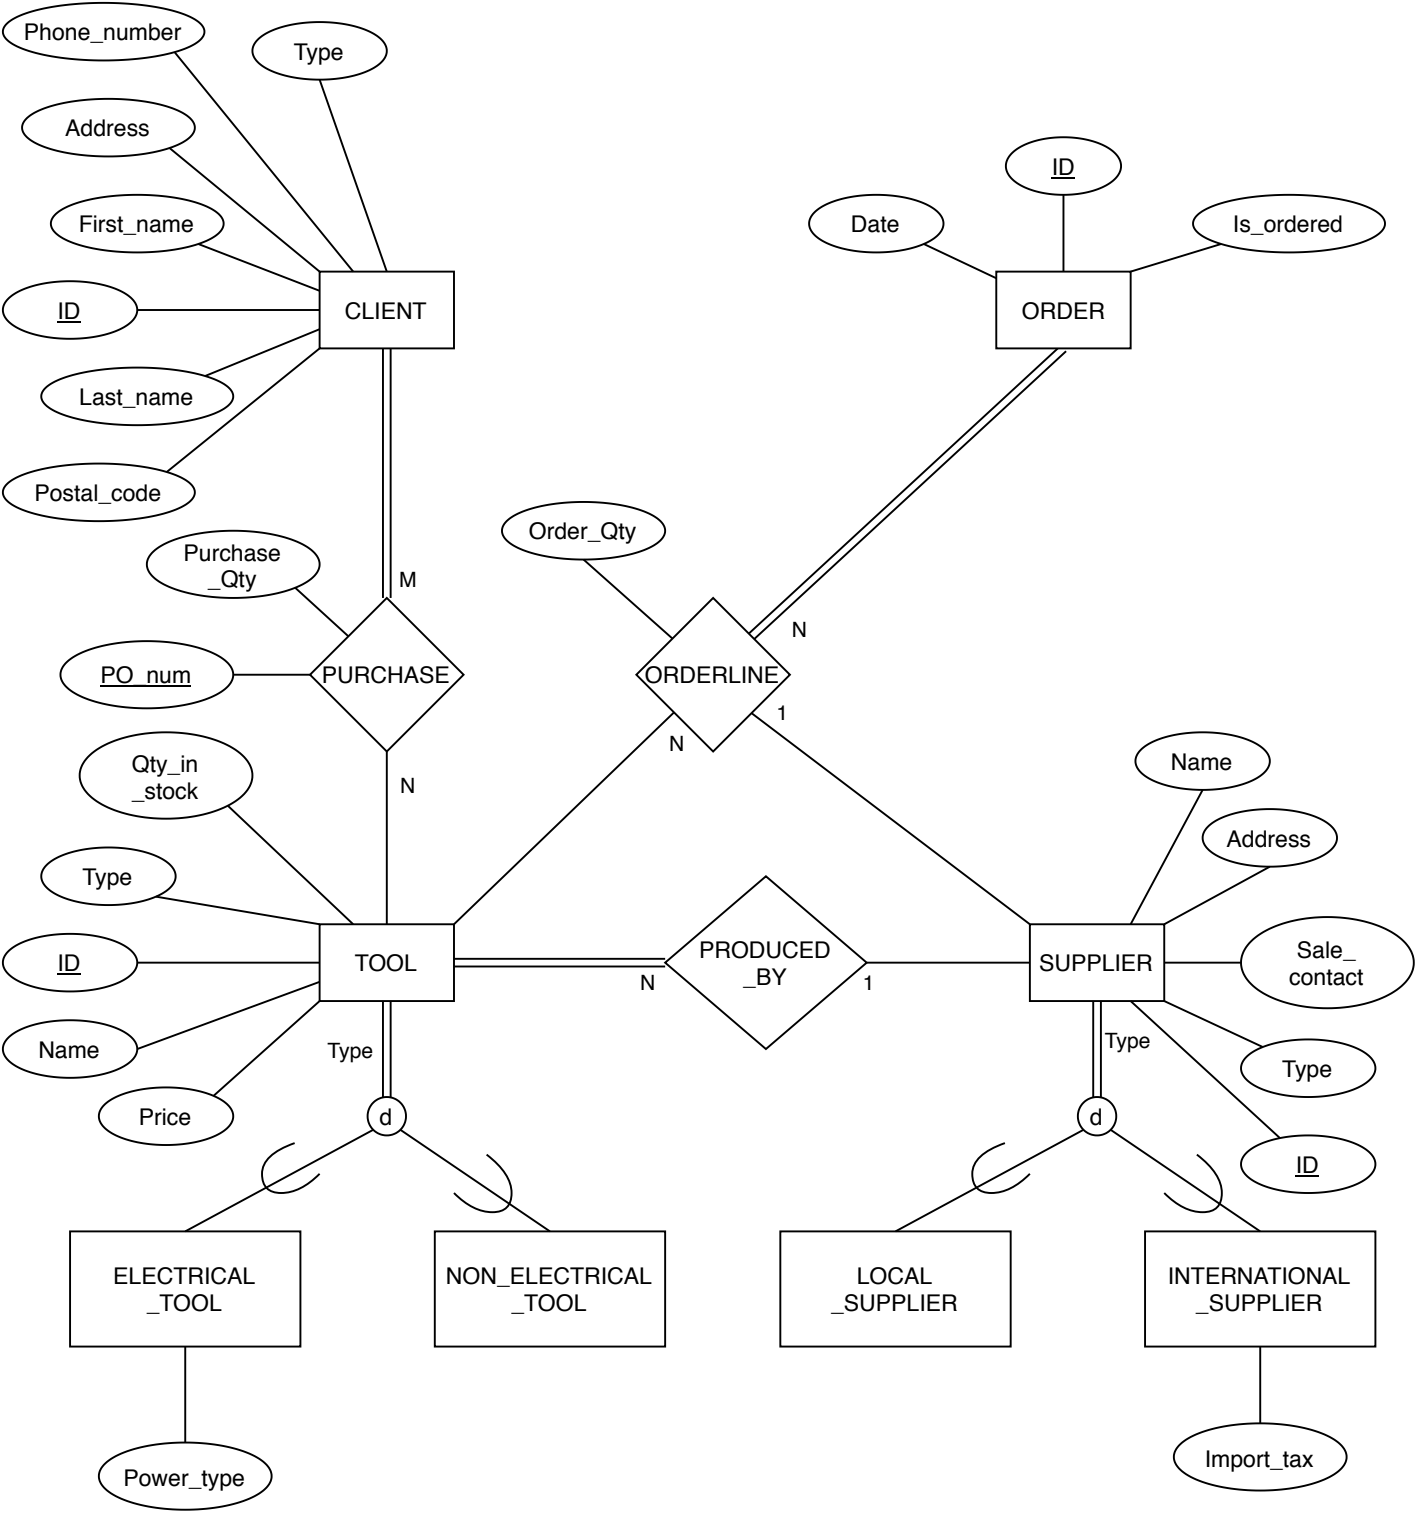 Phone_number
Type
Address
First_name
ID
Last_name
Postal_code
CLIENT
ID
Date
Is_ordered
ORDER
Purchase
_Qty
M
PO_num
PURCHASE
N
Order_Qty
N
ORDERLINE
1
N
Qty_in
_stock
Type
ID
Name
Price
TOOL
N
PRODUCED
_BY
1
SUPPLIER
Name
Address
Sale_
contact
Type
ID
Type
d
Type
d
ELECTRICAL
_TOOL
NON_ELECTRICAL
_TOOL
LOCAL
_SUPPLIER
INTERNATIONAL
_SUPPLIER
Power_type
Import_tax